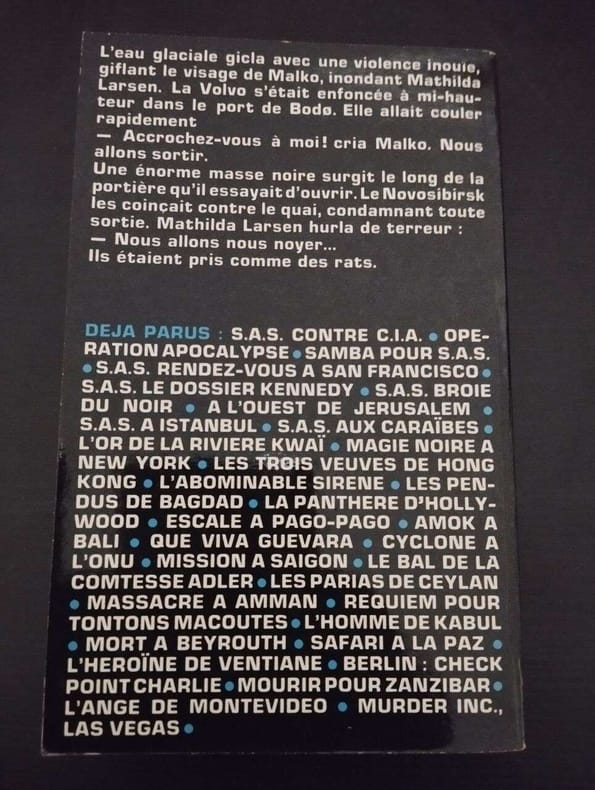 L'eau glaciale gicla avec une violence inouïe,
giflant le visage de Malko, inondant Mathilda
Larsen. La Volvo s'était enfoncée à mi-hau-
teur dans le port de Bodø. Elle allait couler
rapidement
— Accrochez-vous à moi! cria Malko. Nous
allons sortir.
Une énorme masse noire surgit le long de la
portière qu'il essayait d'ouvrir. Le Novosibirsk
les coinçait contre le quai, condamnant toute
sortie. Mathilda Larsen hurla de terreur :
— Nous allons nous noyer...
Ils étaient pris comme des rats.
DEJA PARUS : S.A.S. CONTRE C.I.A. • OPE-
RATION APOCALYPSE • SAMBA POUR S.A.S.
• S.A.S. RENDEZ-VOUS A SAN FRANCISCO •
S.A.S. LE DOSSIER KENNEDY • S.A.S. BROIE
DU NOIR • A L'OUEST DE JERUSALEM •
S.A.S. A ISTANBUL • S.A.S. AUX CARAÏBES •
L'OR DE LA RIVIERE KWAÏ • MAGIE NOIRE A
NEW YORK • LES TROIS VEUVES DE HONG
KONG • L'ABOMINABLE SIRENE • LES PEN-
DUS DE BAGDAD • LA PANTHERE D'HOLLY-
WOOD • ESCALE A PAGO-PAGO • AMOK A
BALI • QUE VIVA GUEVARA • CYCLONE A
L'ONU • MISSION A SAIGON • LE BAL DE LA
COMTESSE ADLER • LES PARIAS DE CEYLAN
• MASSACRE A AMMAN • REQUIEM POUR
TONTONS MACOUTES • L'HOMME DE KABUL
• MORT A BEYROUTH • SAFARI A LA PAZ •
L'HEROÏNE DE VENTIANE • BERLIN : CHECK
POINT CHARLIE • MOURIR POUR ZANZIBAR •
L'ANGE DE MONTEVIDEO • MURDER INC.,
LAS VEGAS •